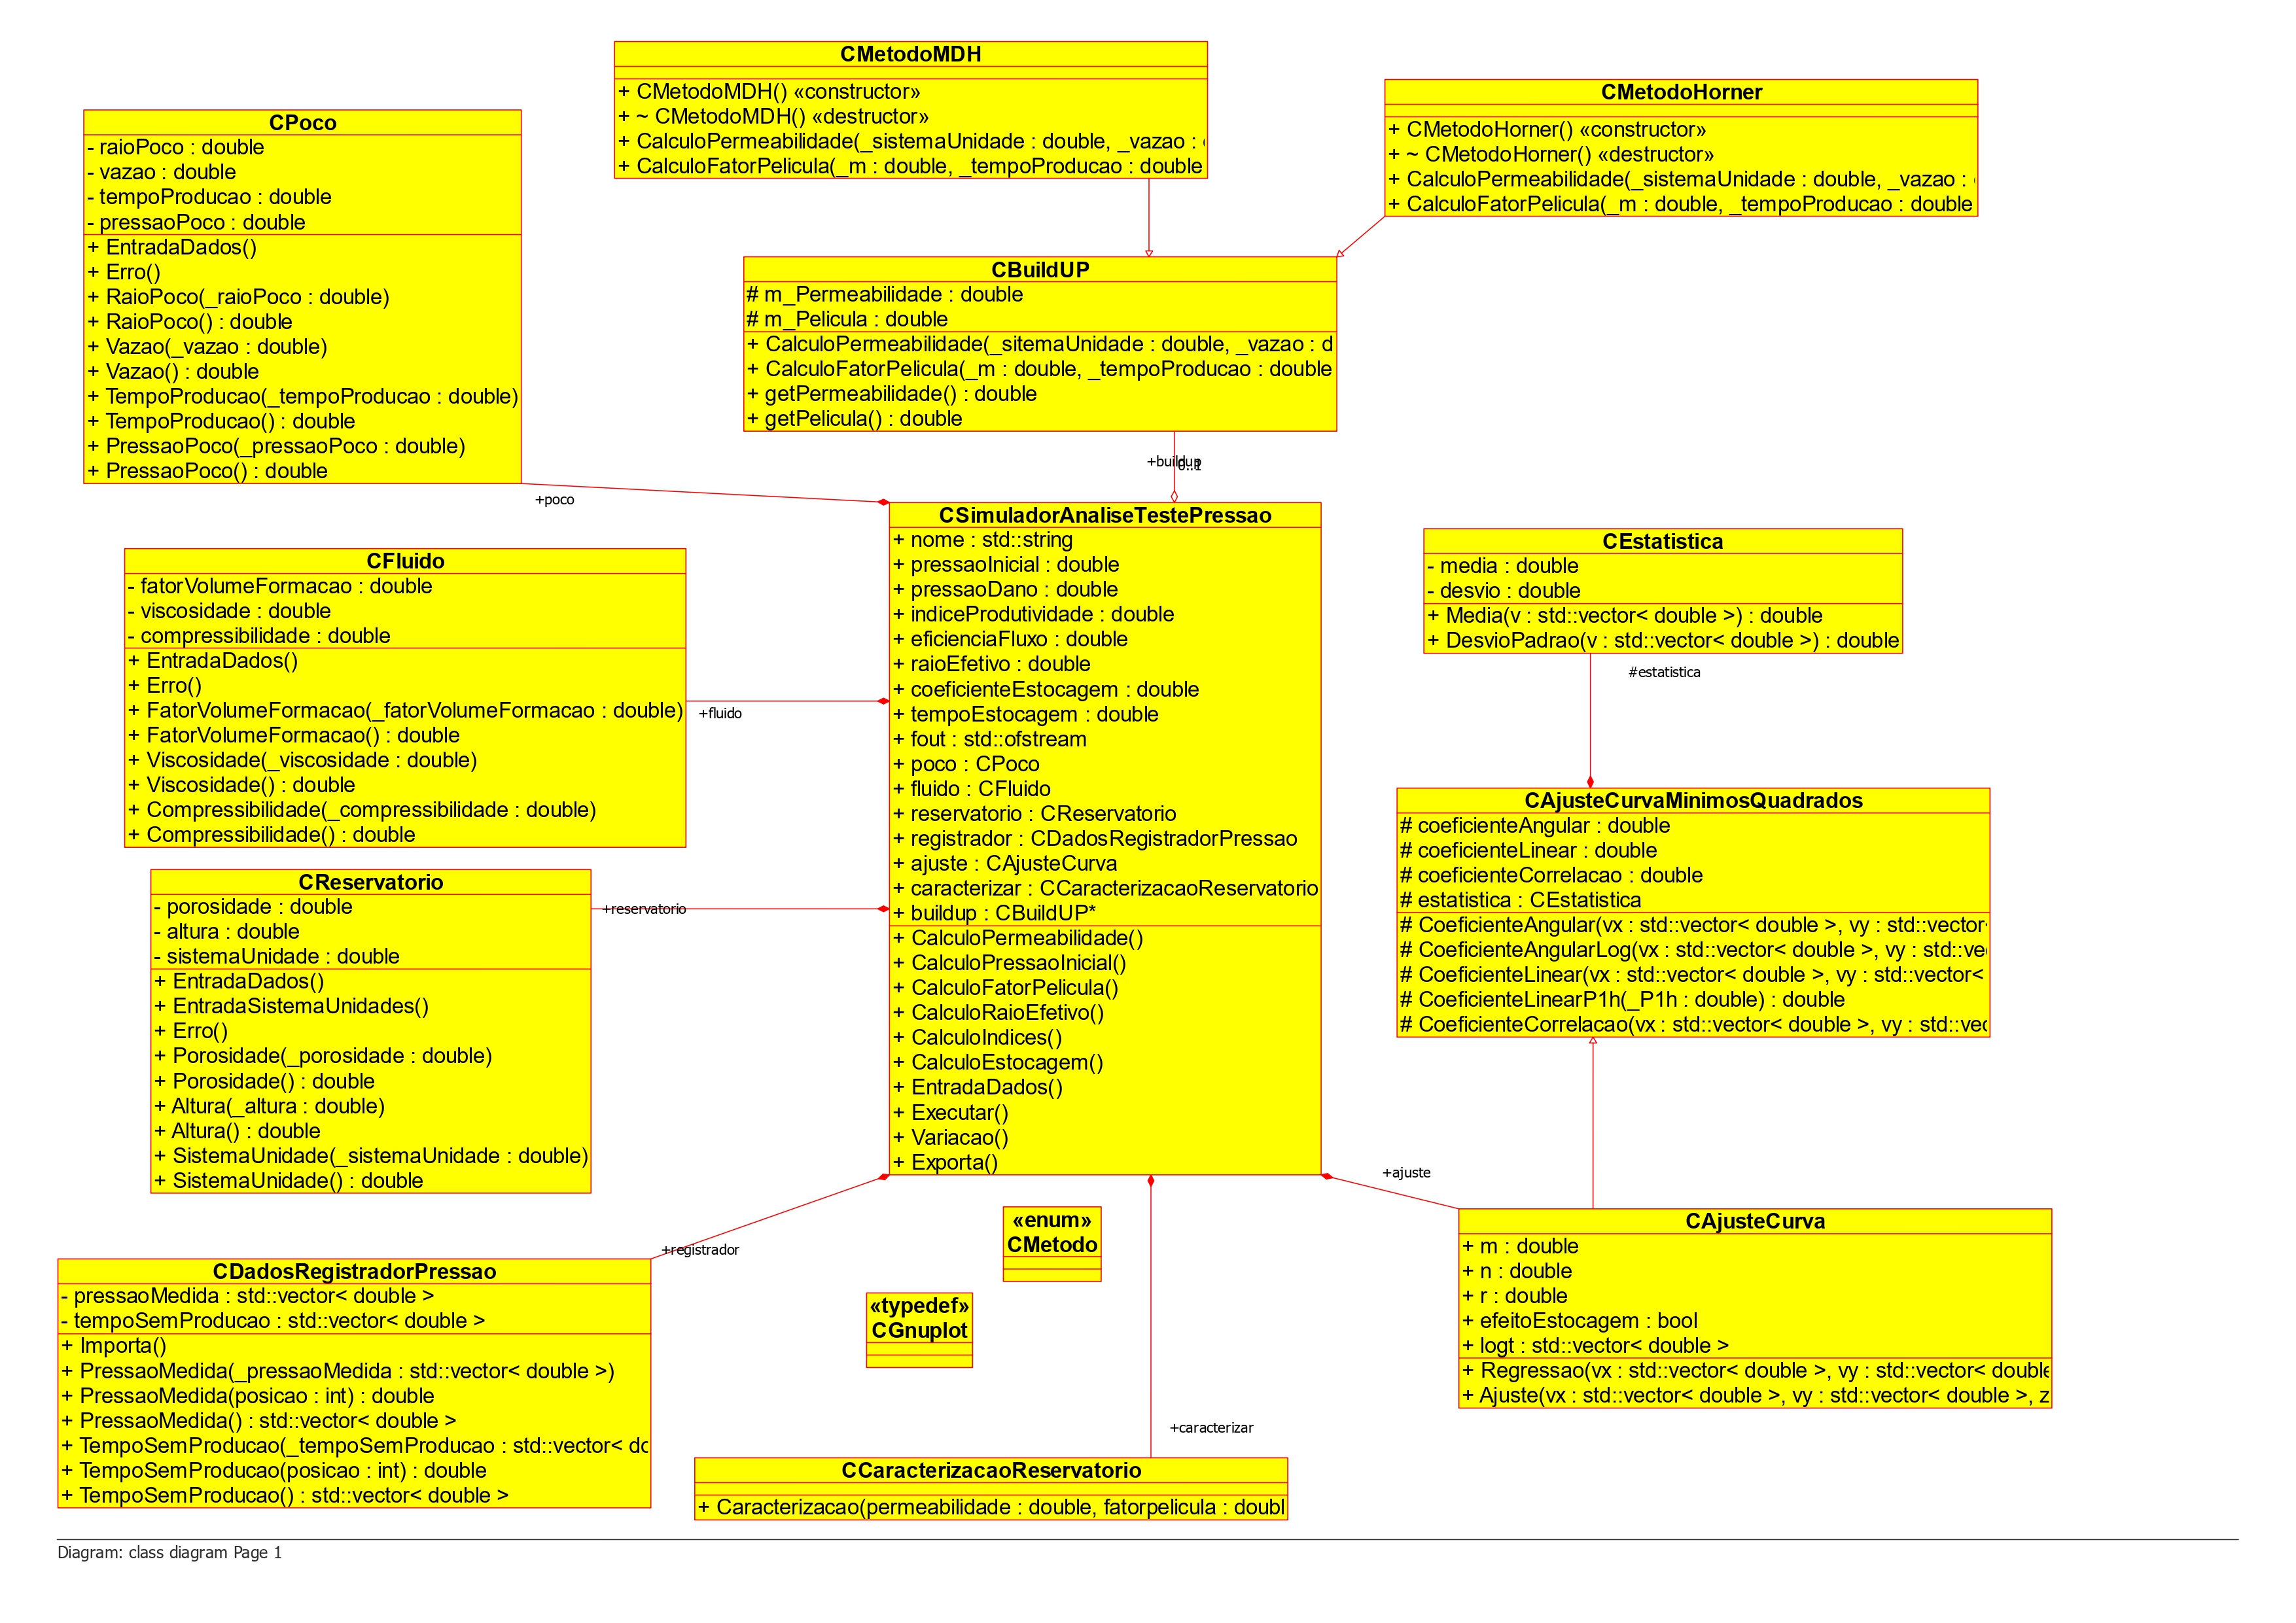 CMetodoMDH
+ CMetodoMDH() «constructor»
+ ~ CMetodoMDH() «destructor»
+ CalculoPermeabilidade(_sistemaUnidade : double, _vazao :
+ CalculoFatorPelicula(_m : double, _tempoProducao : double
CMetodoHorner
+ CMetodoHorner() «constructor»
+ ~ CMetodoHorner() «destructor»
+ CalculoPermeabilidade(_sistemaUnidade : double, _vazao :
+ CalculoFatorPelicula(_m : double, _tempoProducao : double
CPoco
- raioPoco : double
- vazao : double
- tempoProducao : double
- pressaoPoco : double
+ EntradaDados()
+ Erro()
+ RaioPoco(_raioPoco : double)
+ RaioPoco() : double
+ Vazao(_vazao : double)
+ Vazao() : double
+ TempoProducao(_tempoProducao : double)
+ TempoProducao() : double
+ PressaoPoco(_pressaoPoco : double)
+ PressaoPoco() : double
CBuildUP
# m_Permeabilidade : double
# m_Pelicula : double
+ CalculoPermeabilidade(_sitemaUnidade : double, _vazao : d
+ CalculoFatorPelicula(_m : double, _tempoProducao : double
+ getPermeabilidade() : double
+ getPelicula() : double
+buildup
0..1
+poco
CSimuladorAnaliseTestePressao
+ nome : std::string
+ pressaoInicial : double
+ pressaoDano : double
+ indiceProdutividade : double
+ eficienciaFluxo : double
+ raioEfetivo : double
+ coeficienteEstocagem : double
+ tempoEstocagem : double
+ fout : std::ofstream
+ poco : CPoco
+ fluido : CFluido
+ reservatorio : CReservatorio
+ registrador : CDadosRegistradorPressao
+ ajuste : CAjusteCurva
+ caracterizar : CCaracterizacaoReservatorio
+ buildup : CBuildUP*
+ CalculoPermeabilidade()
+ CalculoPressaoInicial()
+ CalculoFatorPelicula()
+ CalculoRaioEfetivo()
+ CalculoIndices()
+ CalculoEstocagem()
+ EntradaDados()
+ Executar()
+ Variacao()
+ Exporta()
CFluido
- fatorVolumeFormacao : double
- viscosidade : double
- compressibilidade : double
+ EntradaDados()
+ Erro()
+ FatorVolumeFormacao(_fatorVolumeFormacao : double)
+ FatorVolumeFormacao() : double
+ Viscosidade(_viscosidade : double)
+ Viscosidade() : double
+ Compressibilidade(_compressibilidade : double)
+ Compressibilidade() : double
+fluido
CEstatistica
- media : double
- desvio : double
+ Media(v : std::vector< double >) : double
+ DesvioPadrao(v : std::vector< double >) : double
#estatistica
CAjusteCurvaMinimosQuadrados
# coeficienteAngular : double
# coeficienteLinear : double
# coeficienteCorrelacao : double
# estatistica : CEstatistica
# CoeficienteAngular(vx : std::vector< double >, vy : std::vector
# CoeficienteAngularLog(vx : std::vector< double >, vy : std::vec
# CoeficienteLinear(vx : std::vector< double >, vy : std::vector<
# CoeficienteLinearP1h(_P1h : double) : double
# CoeficienteCorrelacao(vx : std::vector< double >, vy : std::vec
CReservatorio
- porosidade : double
- altura : double
- sistemaUnidade : double
+ EntradaDados()
+ EntradaSistemaUnidades()
+ Erro()
+ Porosidade(_porosidade : double)
+ Porosidade() : double
+ Altura(_altura : double)
+ Altura() : double
+ SistemaUnidade(_sistemaUnidade : double)
+ SistemaUnidade() : double
+reservatorio
+ajuste
+registrador
«enum»
CMetodo
«typedef»
CGnuplot
CAjusteCurva
+ m : double
+ n : double
+ r : double
+ efeitoEstocagem : bool
+ logt : std::vector< double >
+ Regressao(vx : std::vector< double >, vy : std::vector< double
+ Ajuste(vx : std::vector< double >, vy : std::vector< double >, z
CDadosRegistradorPressao
- pressaoMedida : std::vector< double >
- tempoSemProducao : std::vector< double >
+ Importa()
+ PressaoMedida(_pressaoMedida : std::vector< double >)
+ PressaoMedida(posicao : int) : double
+ PressaoMedida() : std::vector< double >
+ TempoSemProducao(_tempoSemProducao : std::vector< do
+ TempoSemProducao(posicao : int) : double
+ TempoSemProducao() : std::vector< double >
+caracterizar
CCaracterizacaoReservatorio
+ Caracterizacao(permeabilidade : double, fatorpelicula : doubl
Diagram: class diagram Page 1